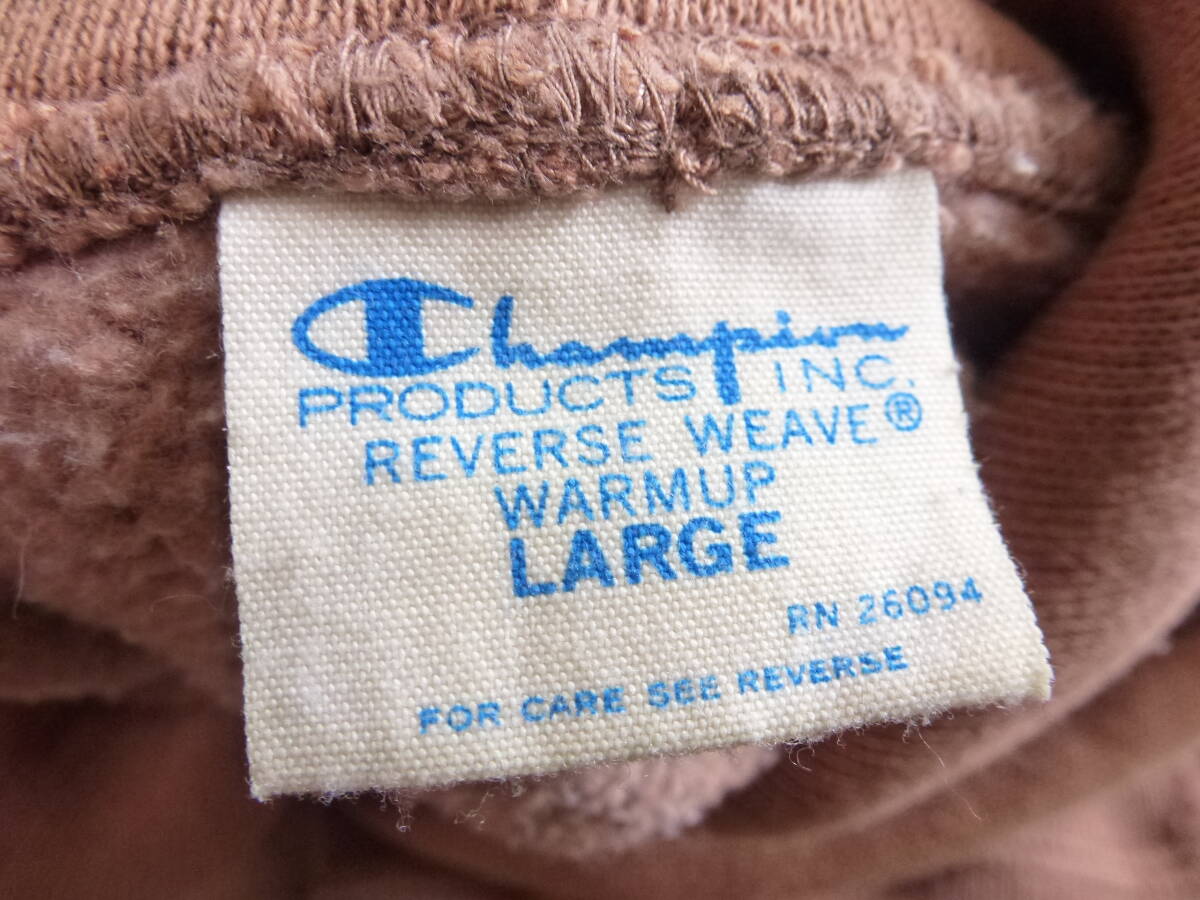 Champion
PRODUCTS INC.
REVERSE WEAVE®
WARMUP
LARGE
RN 26094
FOR CARE SEE REVERSE